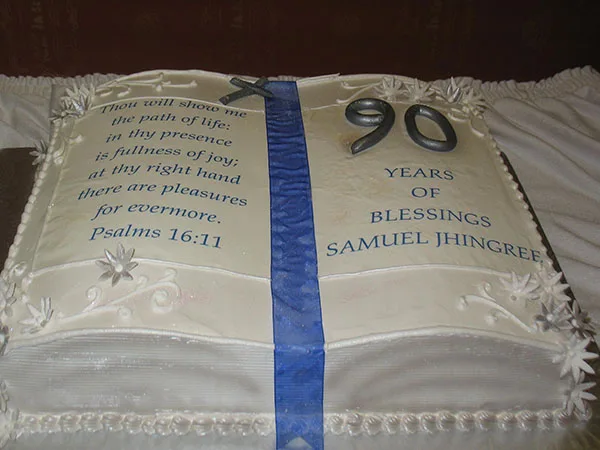 Thou will show me
the path of life:
in thy presence
is fullness of joy;
at thy right hand
there are pleasures
for evermore.
Psalms 16:11
90
YEARS
OF
BLESSINGS
SAMUEL JHINGREE